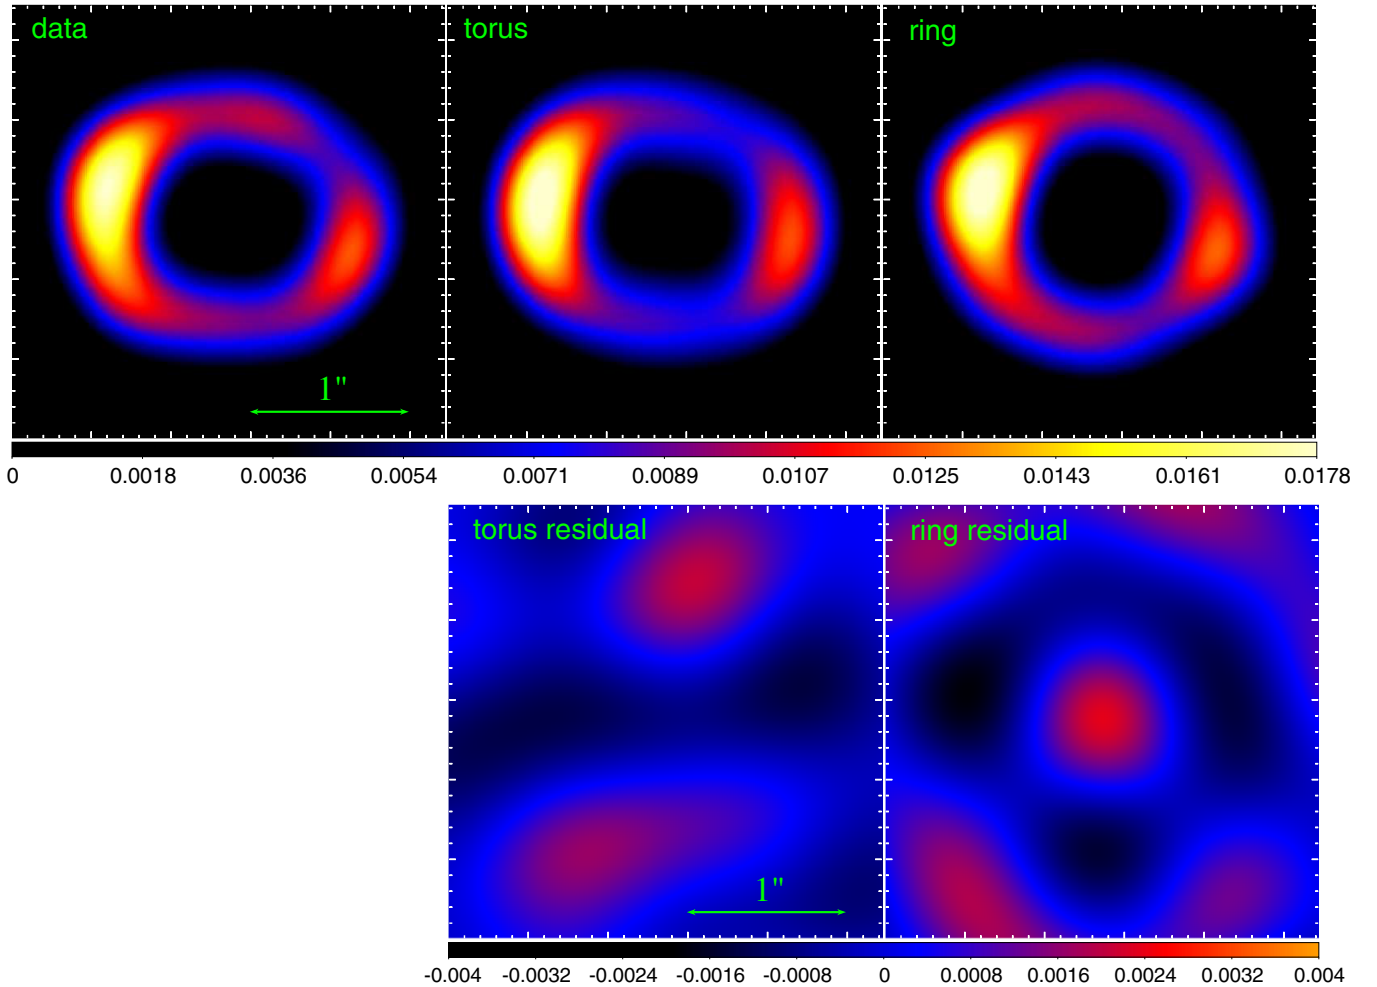 data
torus
ring
1"
0 0.0018 0.0036 0.0054 0.0071 0.0089 0.0107 0.0125 0.0143 0.0161 0.0178
torus residual
ring residual
1"
-0.004 -0.0032 -0.0024 -0.0016 -0.0008 0 0.0008 0.0016 0.0024 0.0032 0.004